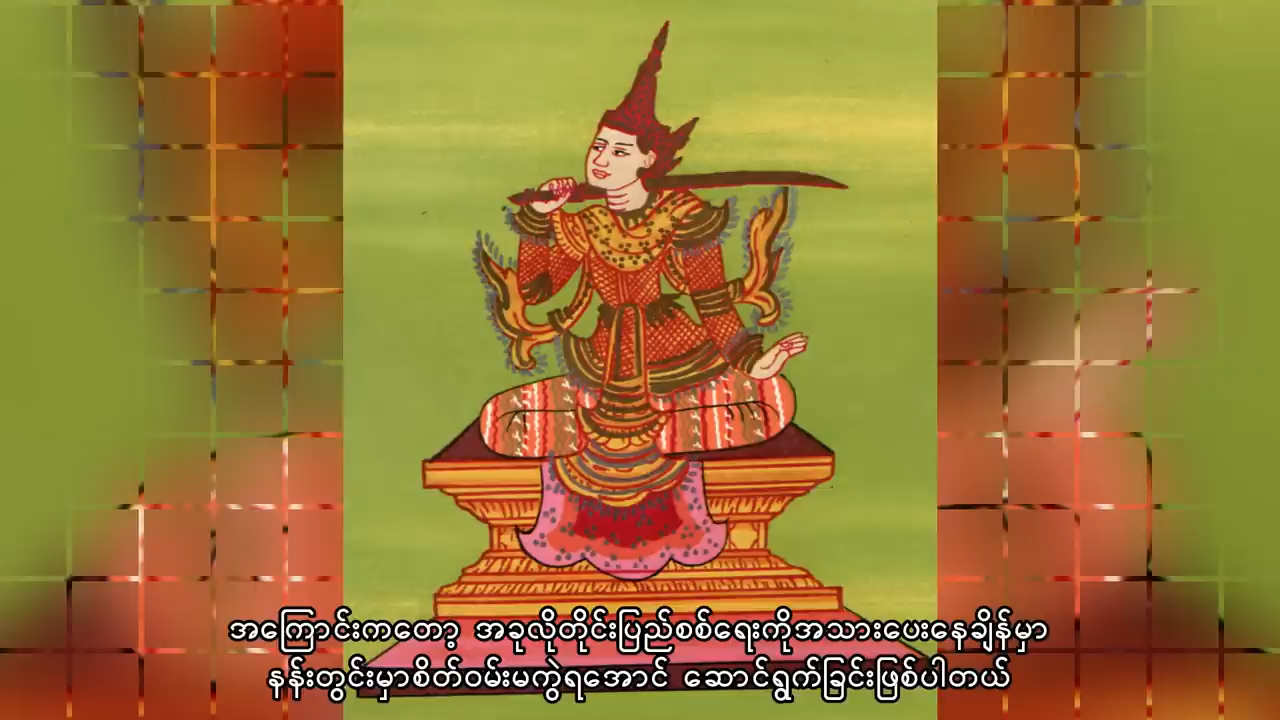 အကြောင်းကတော့ အခုလိုတိုင်းပြည်စစ်ရေးကိုအသားပေးနေချိန်မှာ
နန်းတွင်းမှာစိတ်ဝမ်းမကွဲရအောင် ဆောင်ရွက်ခြင်းဖြစ်ပါတယ်